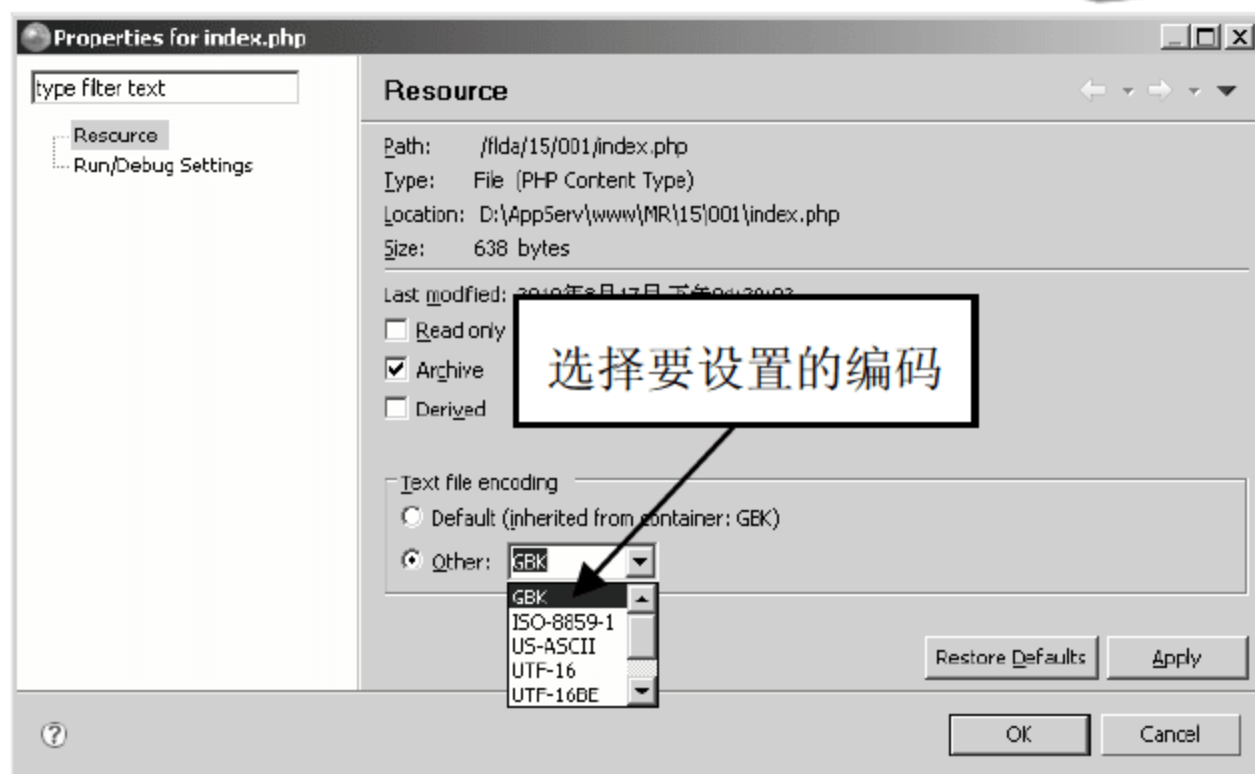 Properties for index.php
type filter text
Resource
Run/Debug Settings
Resource
Path: /flda/15/001/index.php
Type: File (PHP Content Type)
Location: D:\AppServ\www\MR\15\001\index.php
Size: 638 bytes
Last modified:
Read only
Archive
Derived
选择要设置的编码
Text file encoding
Default (inherited from container: GBK)
Other: GBK
GBK
ISO-8859-1
US-ASCII
UTF-16
UTF-16BE
Restore Defaults Apply
OK Cancel